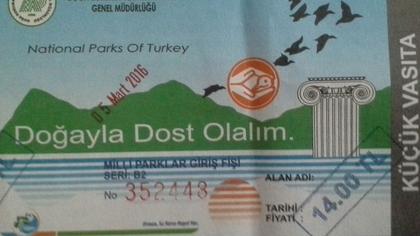 GENEL MÜDÜRLÜĞÜ
National Parks Of Turkey
05 Mart 2016
Doğayla Dost Olalım.
MİLLİ PARKLAR GİRİŞ FİŞİ
SERİ: B2
No 352448
ALAN ADI:
TARİHİ :
FİYATI :
14.00 TL
KÜÇÜK VASITA